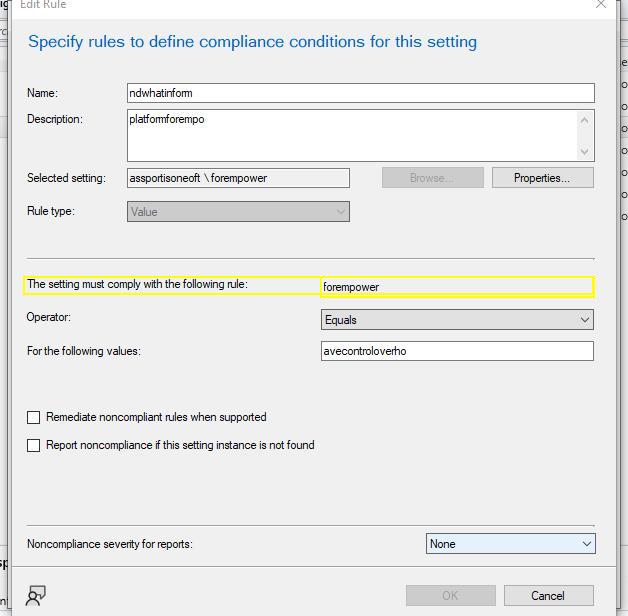 Edit Rule
Specify rules to define compliance conditions for this setting
Name: ndwhatinform
Description: platformforempo
Selected setting: assportisoneoft \ forempower Browse... Properties...
Rule type: Value
The setting must comply with the following rule: forempower
Operator: Equals
For the following values: avecontroloverho
Remediate noncompliant rules when supported
Report noncompliance if this setting instance is not found
Noncompliance severity for reports: None
OK Cancel